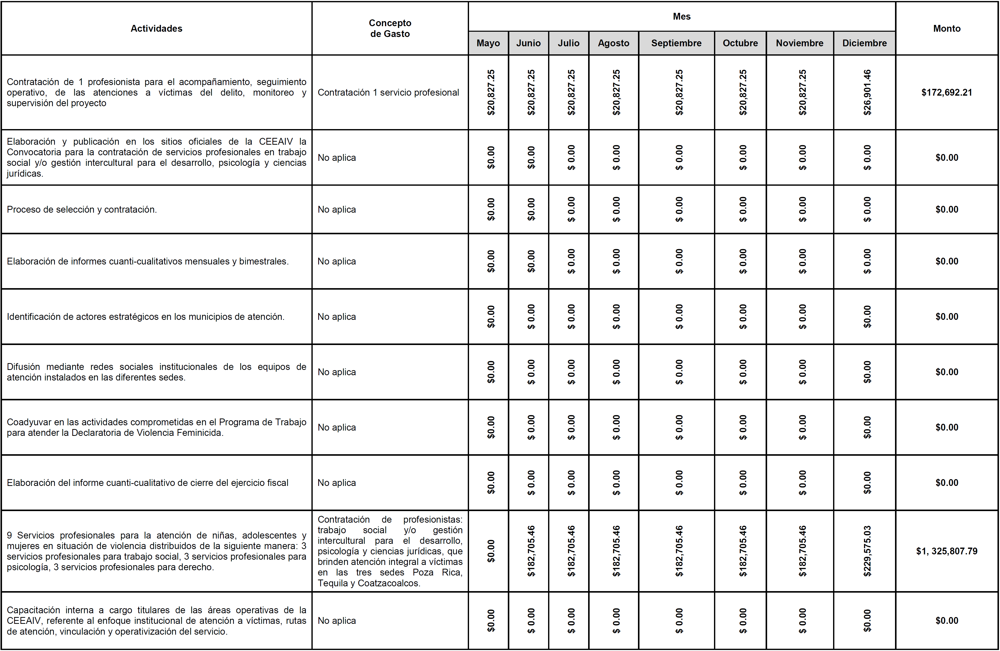 Actividades
Concepto
de Gasto
Mes
Monto
Mayo
Junio
Julio
Agosto
Septiembre
Octubre
Noviembre
Diciembre
Contratación de 1 profesionista para el acompañamiento, seguimiento
operativo, de las atenciones a víctimas del delito, monitoreo y
supervisión del proyecto
Contratación 1 servicio profesional
$20,827.25
$20,827.25
$20,827.25
$20,827.25
$20,827.25
$20,827.25
$20,827.25
$26,901.46
$172,692.21
Elaboración y publicación en los sitios oficiales de la CEEAIV la
Convocatoria para la contratación de servicios profesionales en trabajo
social y/o gestión intercultural para el desarrollo, psicología y ciencias
jurídicas.
No aplica
$0.00
$0.00
$ 0.00
$ 0.00
$ 0.00
$ 0.00
$ 0.00
$ 0.00
$0.00
Proceso de selección y contratación.
No aplica
$0.00
$0.00
$ 0.00
$ 0.00
$ 0.00
$ 0.00
$ 0.00
$ 0.00
$0.00
Elaboración de informes cuanti-cualitativos mensuales y bimestrales.
No aplica
$0.00
$0.00
$ 0.00
$ 0.00
$ 0.00
$ 0.00
$ 0.00
$ 0.00
$0.00
Identificación de actores estratégicos en los municipios de atención.
No aplica
$0.00
$ 0.00
$ 0.00
$ 0.00
$ 0.00
$ 0.00
$ 0.00
$0.00
$0.00
Difusión mediante redes sociales institucionales de los equipos de
atención instalados en las diferentes sedes.
No aplica
$0.00
$ 0.00
$ 0.00
$ 0.00
$ 0.00
$ 0.00
$ 0.00
$0.00
$0.00
Coadyuvar en las actividades comprometidas en el Programa de Trabajo
para atender la Declaratoria de Violencia Feminicida.
No aplica
$0.00
$ 0.00
$ 0.00
$ 0.00
$ 0.00
$ 0.00
$ 0.00
$0.00
$0.00
Elaboración del informe cuanti-cualitativo de cierre del ejercicio fiscal
No aplica
$0.00
$ 0.00
$ 0.00
$ 0.00
$ 0.00
$ 0.00
$ 0.00
$0.00
$0.00
9 Servicios profesionales para la atención de niñas, adolescentes y
mujeres en situación de violencia distribuidos de la siguiente manera: 3
servicios profesionales para trabajo social, 3 servicios profesionales para
psicología, 3 servicios profesionales para derecho.
Contratación de profesionistas:
trabajo social y/o gestión
intercultural para el desarrollo,
psicología y ciencias jurídicas, que
brinden atención integral a víctimas
en las tres sedes Poza Rica,
Tequila y Coatzacoalcos.
$0.00
$182,705.46
$182,705.46
$182,705.46
$182,705.46
$182,705.46
$182,705.46
$229,575.03
$1, 325,807.79
Capacitación interna a cargo titulares de las áreas operativas de la
CEEAIV, referente al enfoque institucional de atención a víctimas, rutas
de atención, vinculación y operativización del servicio.
No aplica
$0.00
$ 0.00
$ 0.00
$ 0.00
$ 0.00
$ 0.00
$ 0.00
$0.00
$0.00